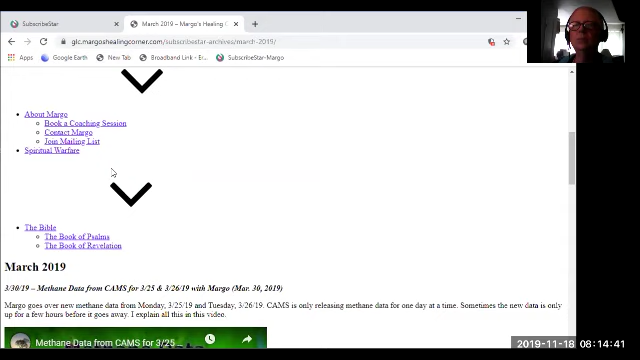 SubscribeStar
March 2019 – Margo's Healing C
glc.margoshealingcorner.com/subscribestar-archives/march-2019/
Apps
Google Earth
New Tab
Broadband Link - Er...
SubscribeStar-Margo
About Margo
Book a Coaching Session
Contact Margo
Join Mailing List
Spiritual Warfare
The Bible
The Book of Psalms
The Book of Revelation
March 2019
3/30/19 – Methane Data from CAMS for 3/25 & 3/26/19 with Margo (Mar. 30, 2019)
Margo goes over new methane data from Monday, 3/25/19 and Tuesday, 3/26/19. CAMS is only releasing methane data for one day at a time. Sometimes the new data is only
up for a few hours before it goes away. I explain all this in this video.
Methane Data from CAMS for 3/25
2019-11-18 08:14:41